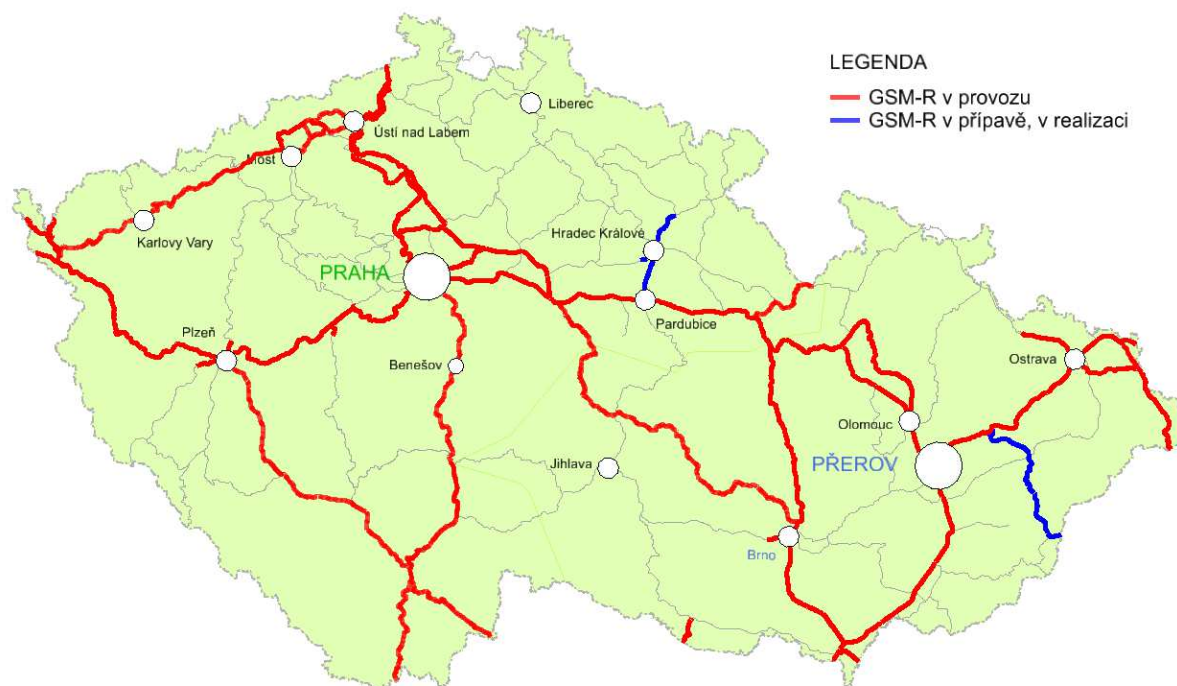 LEGENDA
GSM-R v provozu
GSM-R v přípavě, v realizaci
Liberec
Ústí nad Labem
Most
Karlovy Vary
Hradec Králové
PRAHA
Pardubice
Plzeň
Benešov
Ostrava
Olomouc
Jihlava
PŘEROV
Brno